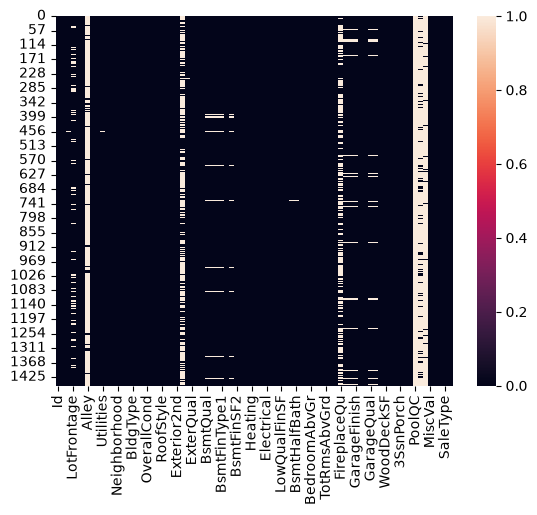 0
57
114
171
228
285
342
399
456
513
570
627
684
741
798
855
912
969
1026
1083
1140
1197
1254
1311
1368
1425
Id
LotFrontage
Alley
Utilities
Neighborhood
BldgType
OverallCond
RoofStyle
Exterior2nd
ExterQual
BsmtQual
BsmtFinType1
BsmtFinSF2
Heating
Electrical
LowQualFinSF
BsmtHalfBath
BedroomAbvGr
TotRmsAbvGrd
FireplaceQu
GarageFinish
GarageQual
WoodDeckSF
3SsnPorch
PoolQC
MiscVal
SaleType
1.0
0.8
0.6
0.4
0.2
0.0